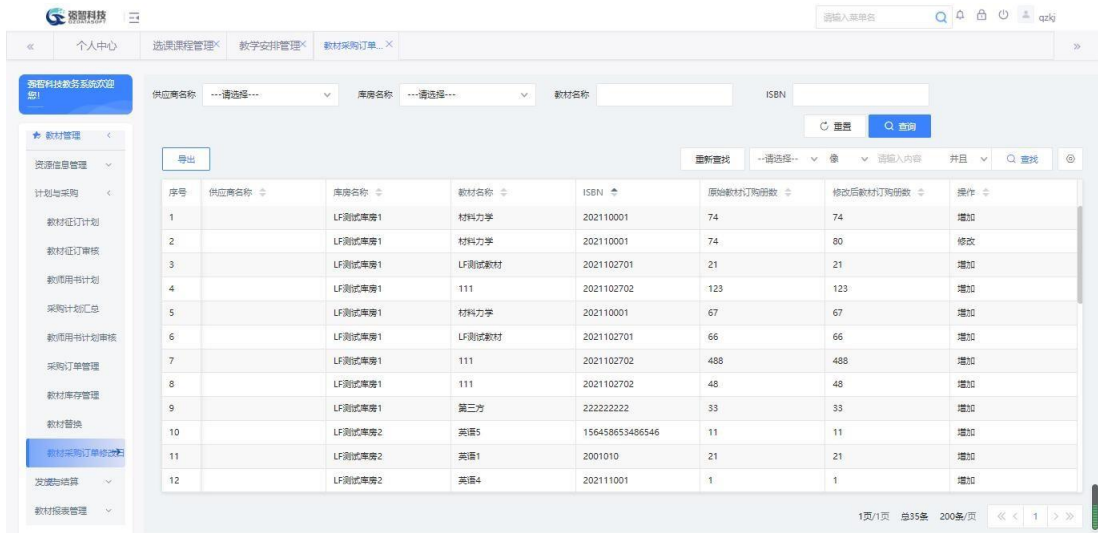 强智科技
QZDATASOFT
请输入菜单名
qzkj
个人中心
选课课程管理
教学安排管理
教材采购订单...
强智科技教务系统欢迎
您!
供应商名称 ---请选择---
库房名称 ---请选择---
教材名称
ISBN
重置
查询
教材管理
资源信息管理
计划与采购
教材征订计划
教材征订审核
教师用书计划
采购计划汇总
教师用书计划审核
采购订单管理
教材库存管理
教材替换
教材采购订单修改日
发放与结算
教材报表管理
导出
重新查找 --请选择-- 像 请输入内容 并且 查找
序号 供应商名称 库房名称 教材名称 ISBN 原始教材订购册数 修改后教材订购册数 操作
1 LF测试库房1 材料力学 202110001 74 74 增加
2 LF测试库房1 材料力学 202110001 74 80 修改
3 LF测试库房1 LF测试教材 2021102701 21 21 增加
4 LF测试库房1 111 2021102702 123 123 增加
5 LF测试库房1 材料力学 202110001 67 67 增加
6 LF测试库房1 LF测试教材 2021102701 66 66 增加
7 LF测试库房1 111 2021102702 488 488 增加
8 LF测试库房1 111 2021102702 48 48 增加
9 LF测试库房1 第三方 222222222 33 33 增加
10 LF测试库房2 英语5 156458653486546 11 11 增加
11 LF测试库房2 英语1 2001010 21 21 增加
12 LF测试库房2 英语4 202111001 1 1 增加
1页/1页 总35条 200条/页 1